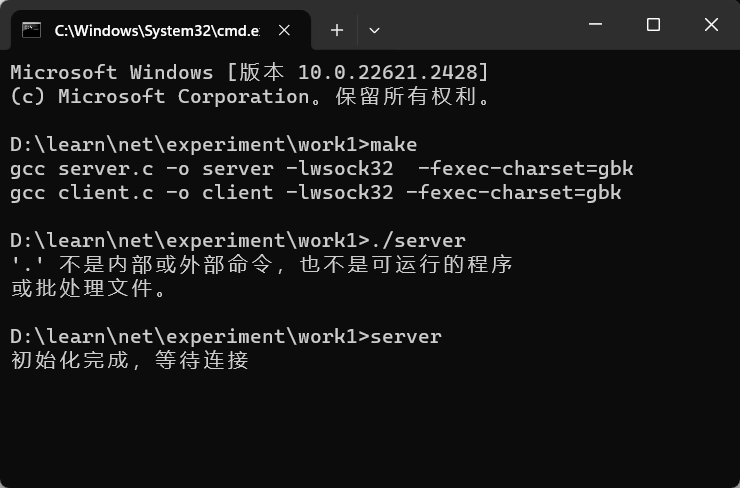 C:\Windows\System32\cmd.e
Microsoft Windows [版本 10.0.22621.2428]
(c) Microsoft Corporation。保留所有权利。
D:\learn\net\experiment\work1>make
gcc server.c -o server -lwsock32  -fexec-charset=gbk
gcc client.c -o client -lwsock32 -fexec-charset=gbk
D:\learn\net\experiment\work1>./server
'.' 不是内部或外部命令，也不是可运行的程序
或批处理文件。
D:\learn\net\experiment\work1>server
初始化完成，等待连接